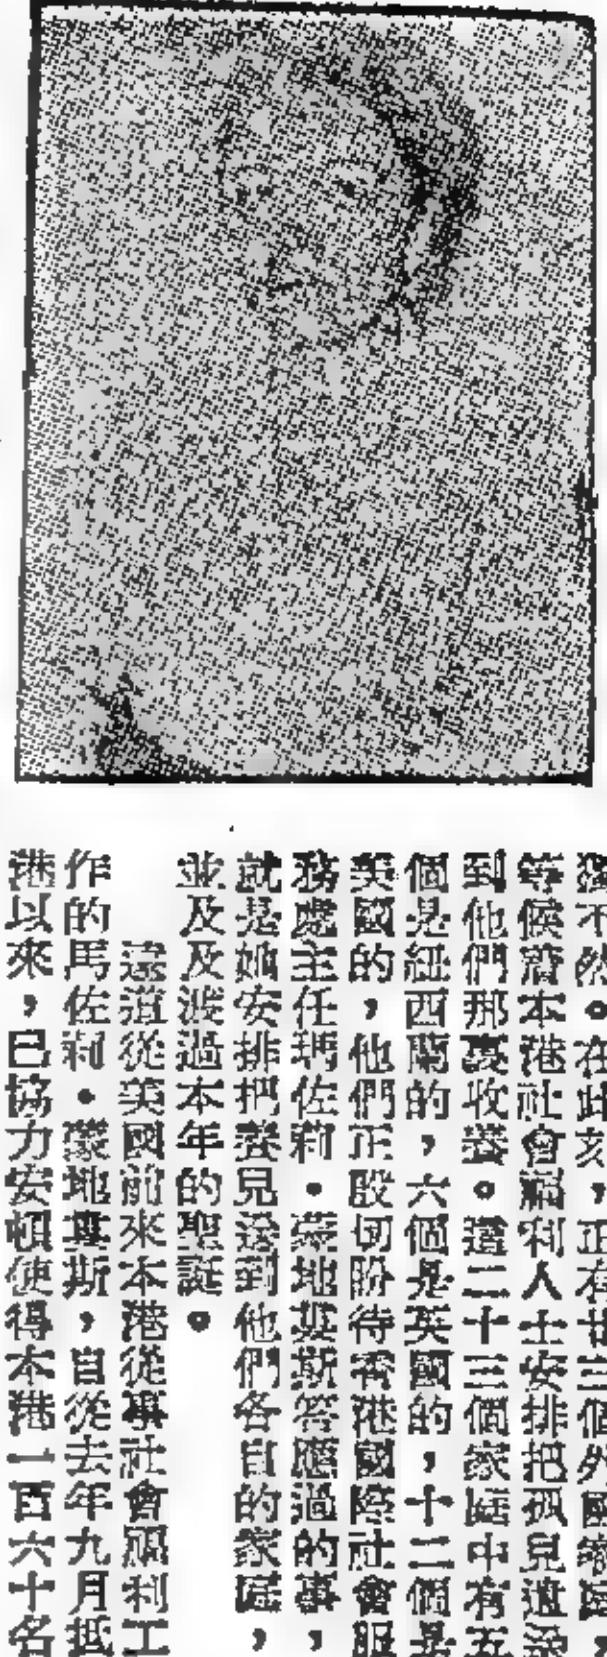 獨不然。在此刻，正有廿三個外國家庭，
等候着本港社會福利人士安排把孤兒遣送
到他們那裏收養。這二十三個家庭中有五
個是紐西蘭的，六個是英國的，十二個是
美國的，他們正殷切盼待香港國際社會服
務處主任瑪佐莉•蒙地斯答應過的事，
就是她安排把養兒送到他們各自的家庭，
並及及渡過本年的聖誕。
遠道從美國前來本港從事社會福利工
作的馬佐莉•蒙地斯，自從去年九月抵
港以來，已協力安頓使得本港一百六十名